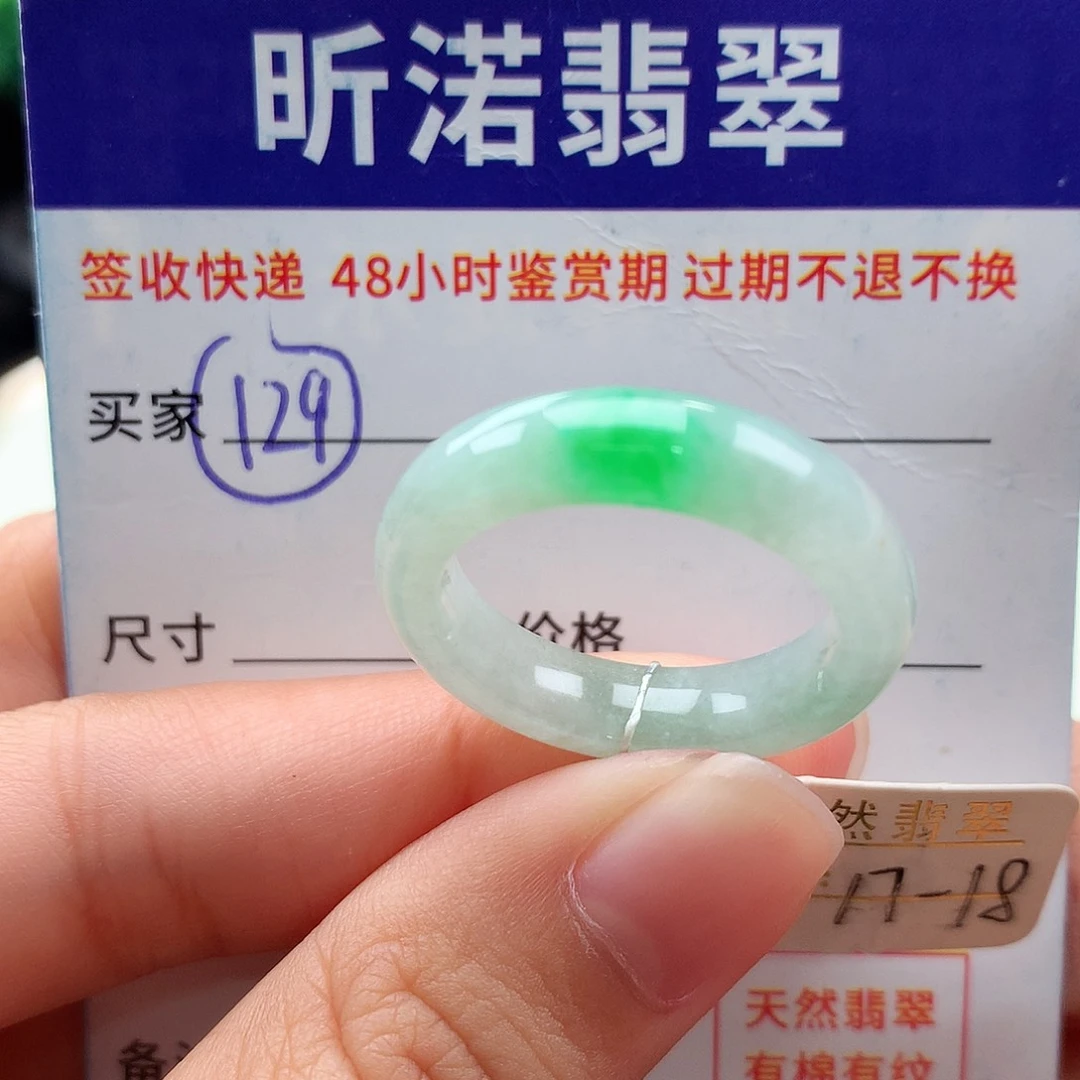 昕渃翡翠
签收快递 48小时鉴赏期 过期不退不换
买家 129
尺寸 价格
然翡翠
17-18
天然翡翠
有棉有纹
备